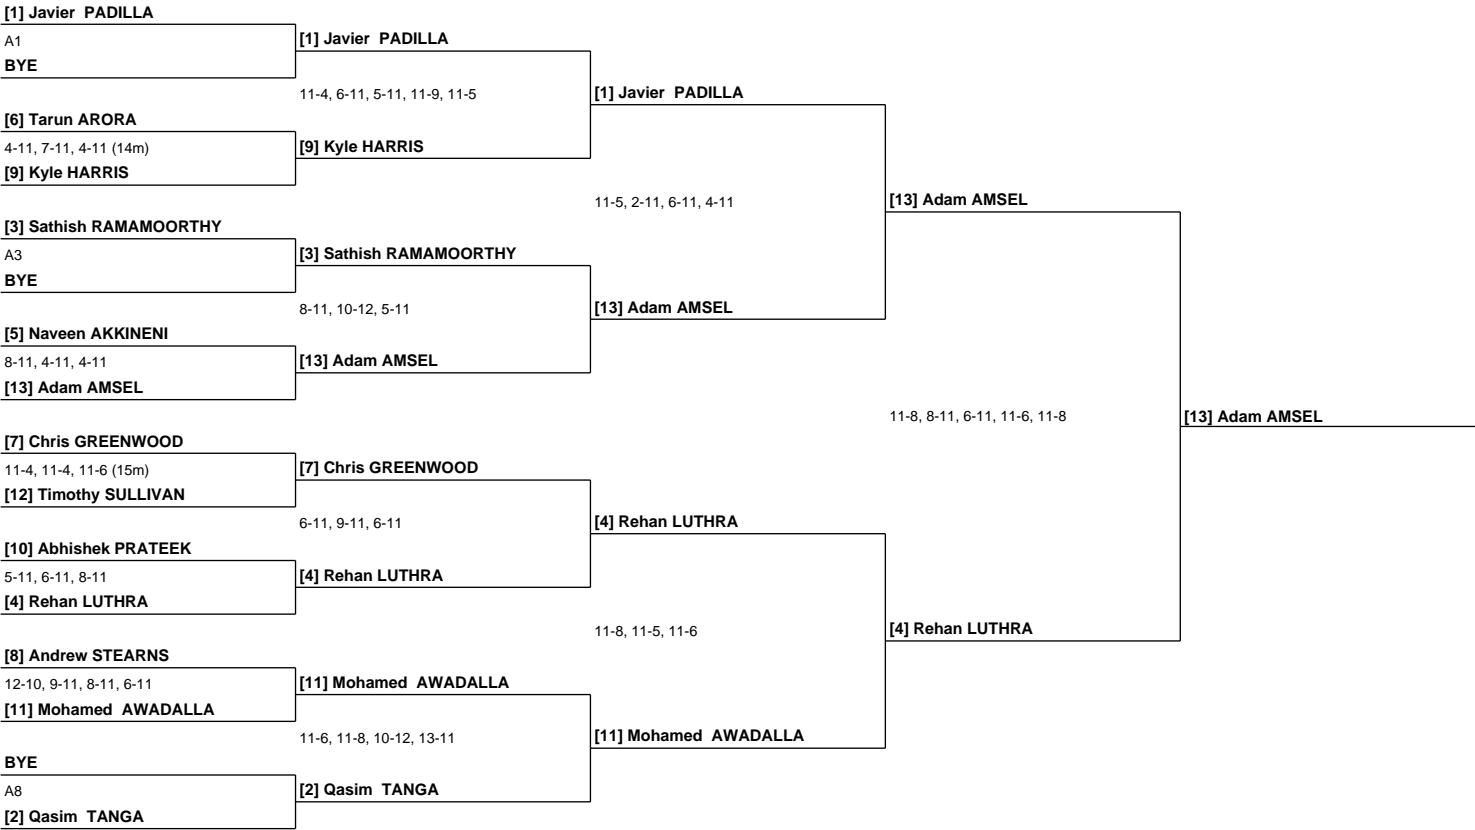 [1] Javier  PADILLA
A1
BYE
[6] Tarun ARORA
4-11, 7-11, 4-11 (14m)
[9] Kyle HARRIS
[3] Sathish RAMAMOORTHY
A3
BYE
[5] Naveen AKKINENI
8-11, 4-11, 4-11
[13] Adam AMSEL
[7] Chris GREENWOOD
11-4, 11-4, 11-6 (15m)
[12] Timothy SULLIVAN
[10] Abhishek PRATEEK
5-11, 6-11, 8-11
[4] Rehan LUTHRA
[8] Andrew STEARNS
12-10, 9-11, 8-11, 6-11
[11] Mohamed  AWADALLA
BYE
A8
[2] Qasim  TANGA
[1] Javier  PADILLA
11-4, 6-11, 5-11, 11-9, 11-5
[9] Kyle HARRIS
[3] Sathish RAMAMOORTHY
8-11, 10-12, 5-11
[13] Adam AMSEL
[7] Chris GREENWOOD
6-11, 9-11, 6-11
[4] Rehan LUTHRA
[11] Mohamed  AWADALLA
11-6, 11-8, 10-12, 13-11
[2] Qasim  TANGA
[1] Javier  PADILLA
11-5, 2-11, 6-11, 4-11
[13] Adam AMSEL
[4] Rehan LUTHRA
11-8, 11-5, 11-6
[11] Mohamed  AWADALLA
[13] Adam AMSEL
11-8, 8-11, 6-11, 11-6, 11-8
[4] Rehan LUTHRA
[13] Adam AMSEL